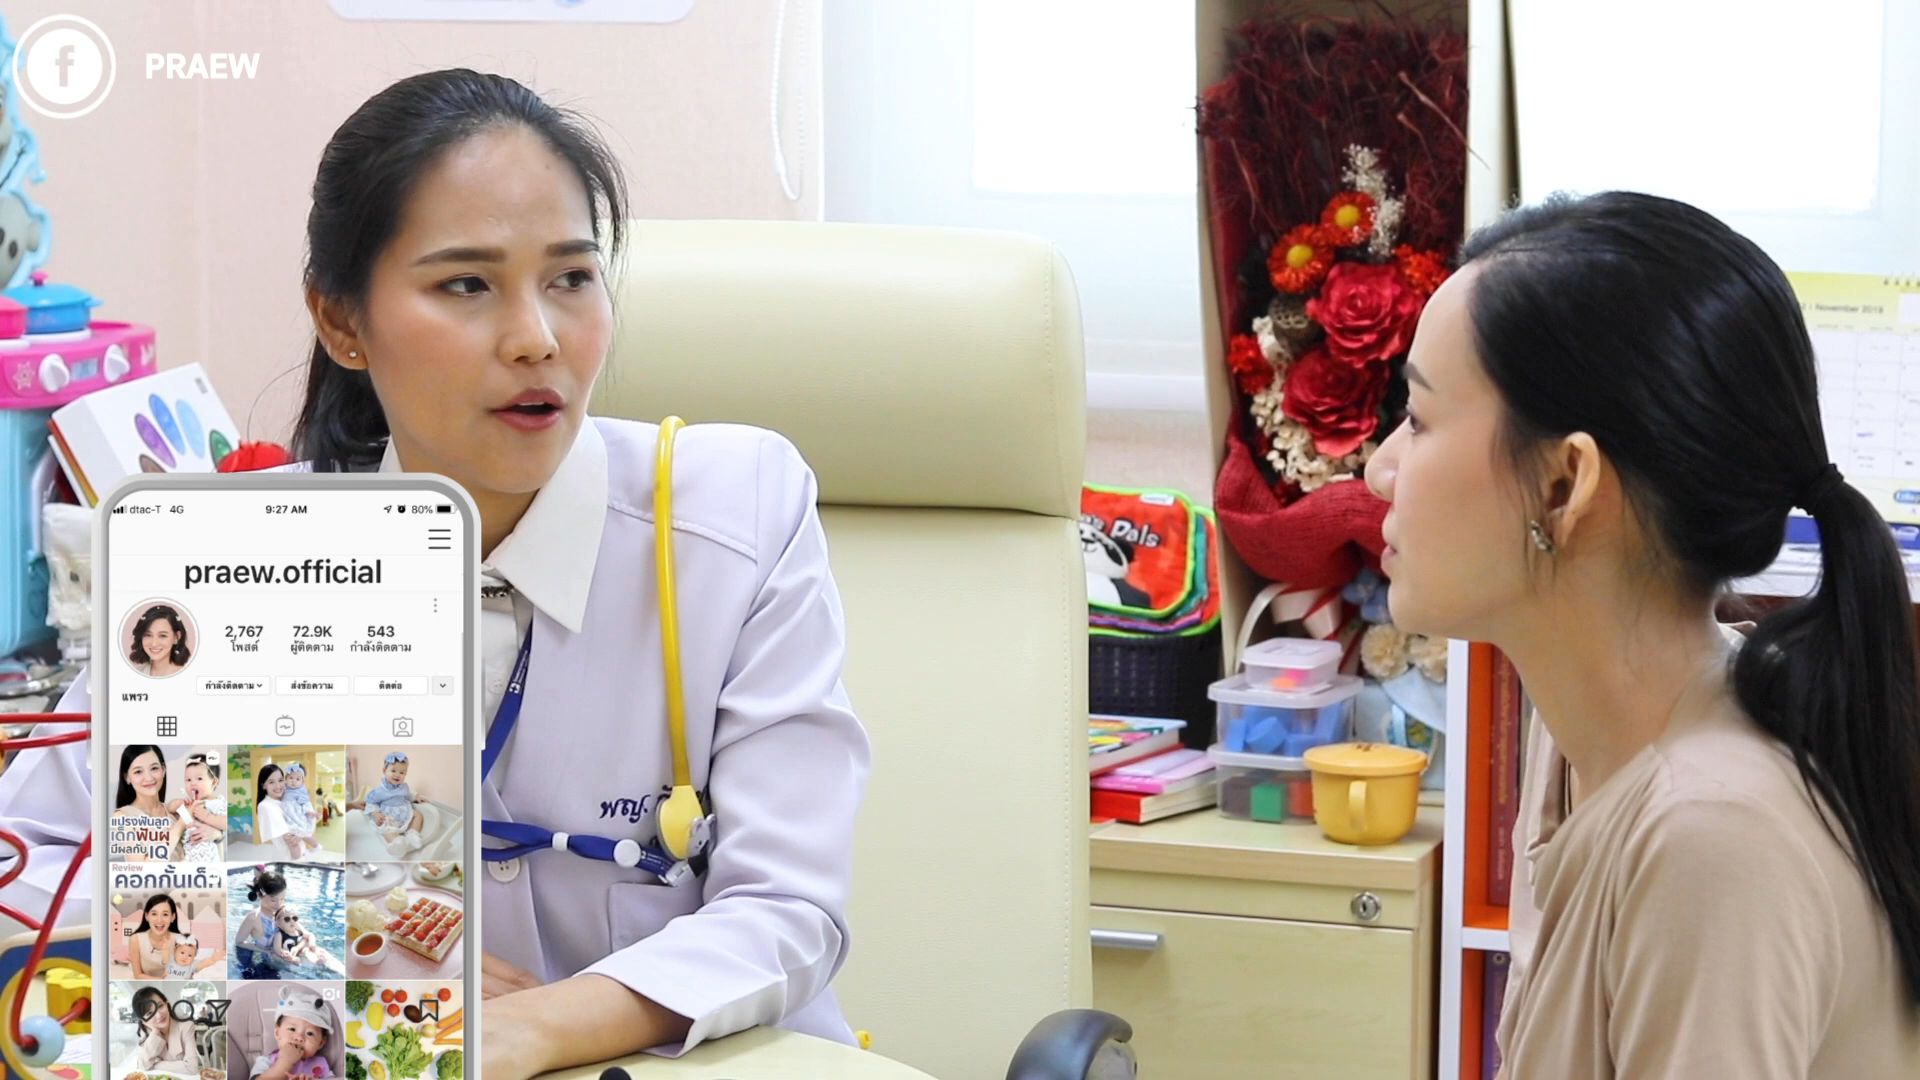 f PRAEW
November 2019
Pals
dtac-T 4G 9:27 AM 80%
praew.official
2,767 72.9K 543
โพสต์ ผู้ติดตาม กำลังติดตาม
กำลังติดตาม ส่งข้อความ ติดต่อ
แพรว
แปรงฟันลูก
เด็กฟันผุ
มีผลกับ IQ
Review
คอกกั้นเด็ก
พญ.